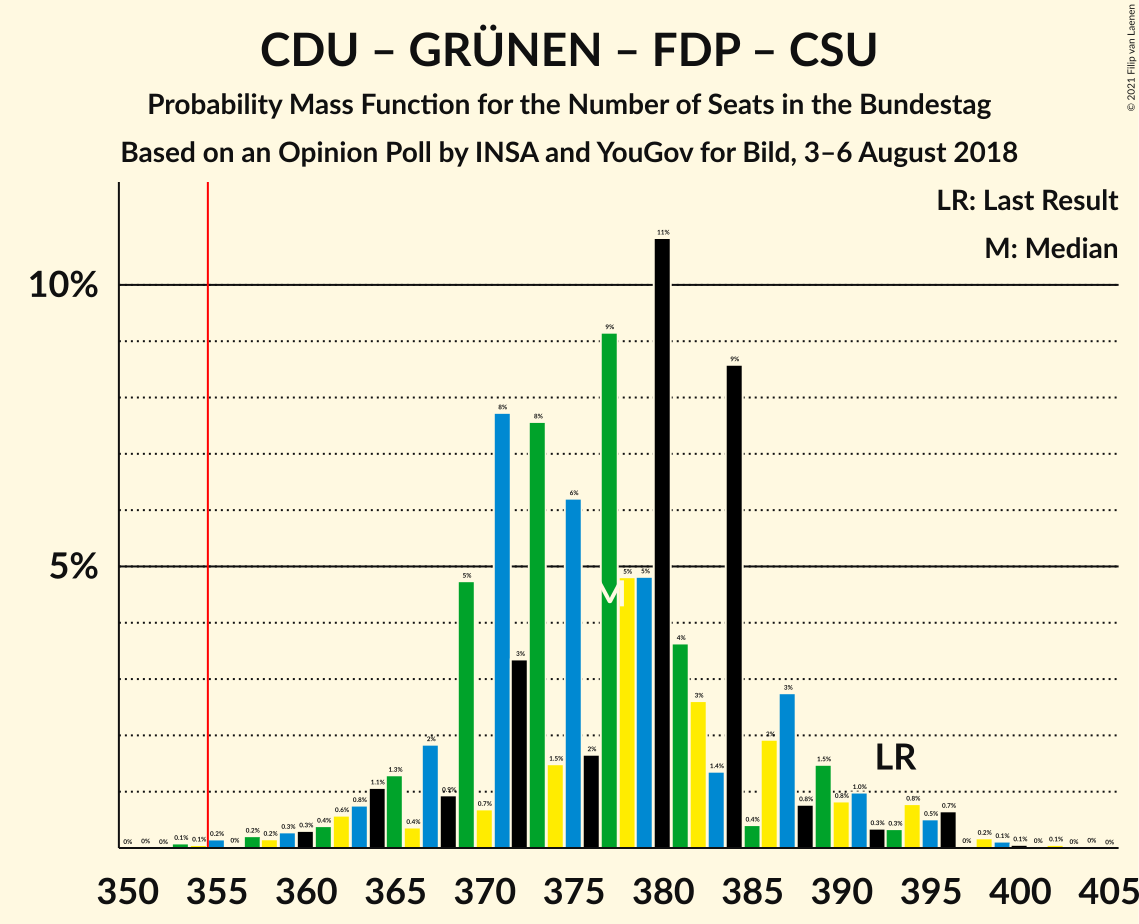 CDU – GRÜNEN – FDP – CSU
Probability Mass Function for the Number of Seats in the Bundestag
Based on an Opinion Poll by INSA and YouGov for Bild, 3–6 August 2018
© 2021 Filip van Laenen
LR: Last Result
M: Median
10%
5%
0% 0% 0% 0.1% 0.1% 0.2% 0% 0.2% 0.2% 0.3% 0.3% 0.4% 0.6% 0.8% 1.1% 1.3% 0.4% 2% 0.9% 5% 0.7% 8% 3% 8% 1.5% 6% 2% 9% 5% 5% 11% 4% 3% 1.4% 9% 0.4% 2% 3% 0.8% 1.5% 0.8% 1.0% 0.3% 0.3% 0.8% 0.5% 0.7% 0% 0.2% 0.1% 0.1% 0% 0.1% 0% 0% 0%
M
LR
350 355 360 365 370 375 380 385 390 395 400 405